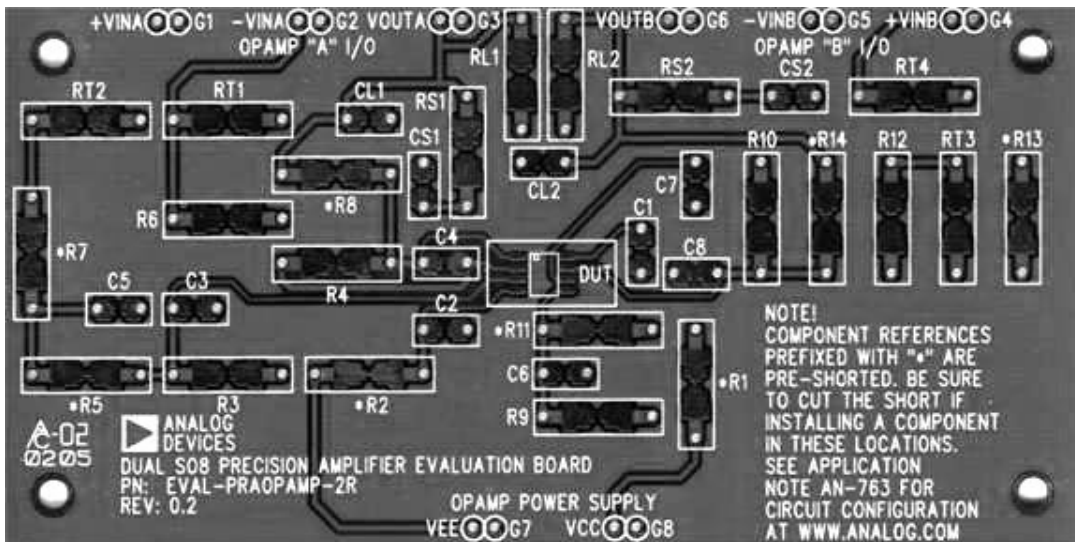 +VINA G1 -VINA G2 VOUTA G3 VOUTB G6 -VINB G5 +VINB G4
OPAMP "A" I/O OPAMP "B" I/O
RL1 RL2
RT2 RT1 CL1 RS1 RS2 CS2 RT4
CS1 R10 *R14 R12 RT3 *R13
CL2 C7
*R8
R6 C1
*R7 C4 C8
DUT
C5 C3 R4
C2
*R11
C6 *R1
*R5 R3 *R2
R9
NOTE!
COMPONENT REFERENCES
PREFIXED WITH "*" ARE
PRE-SHORTED. BE SURE
TO CUT THE SHORT IF
INSTALLING A COMPONENT
IN THESE LOCATIONS.
SEE APPLICATION
NOTE AN-763 FOR
CIRCUIT CONFIGURATION
AT WWW.ANALOG.COM
A/C-02
0205
ANALOG
DEVICES
DUAL SO8 PRECISION AMPLIFIER EVALUATION BOARD
PN: EVAL-PRAOPAMP-2R
REV: 0.2
OPAMP POWER SUPPLY
VEE G7 VCC G8